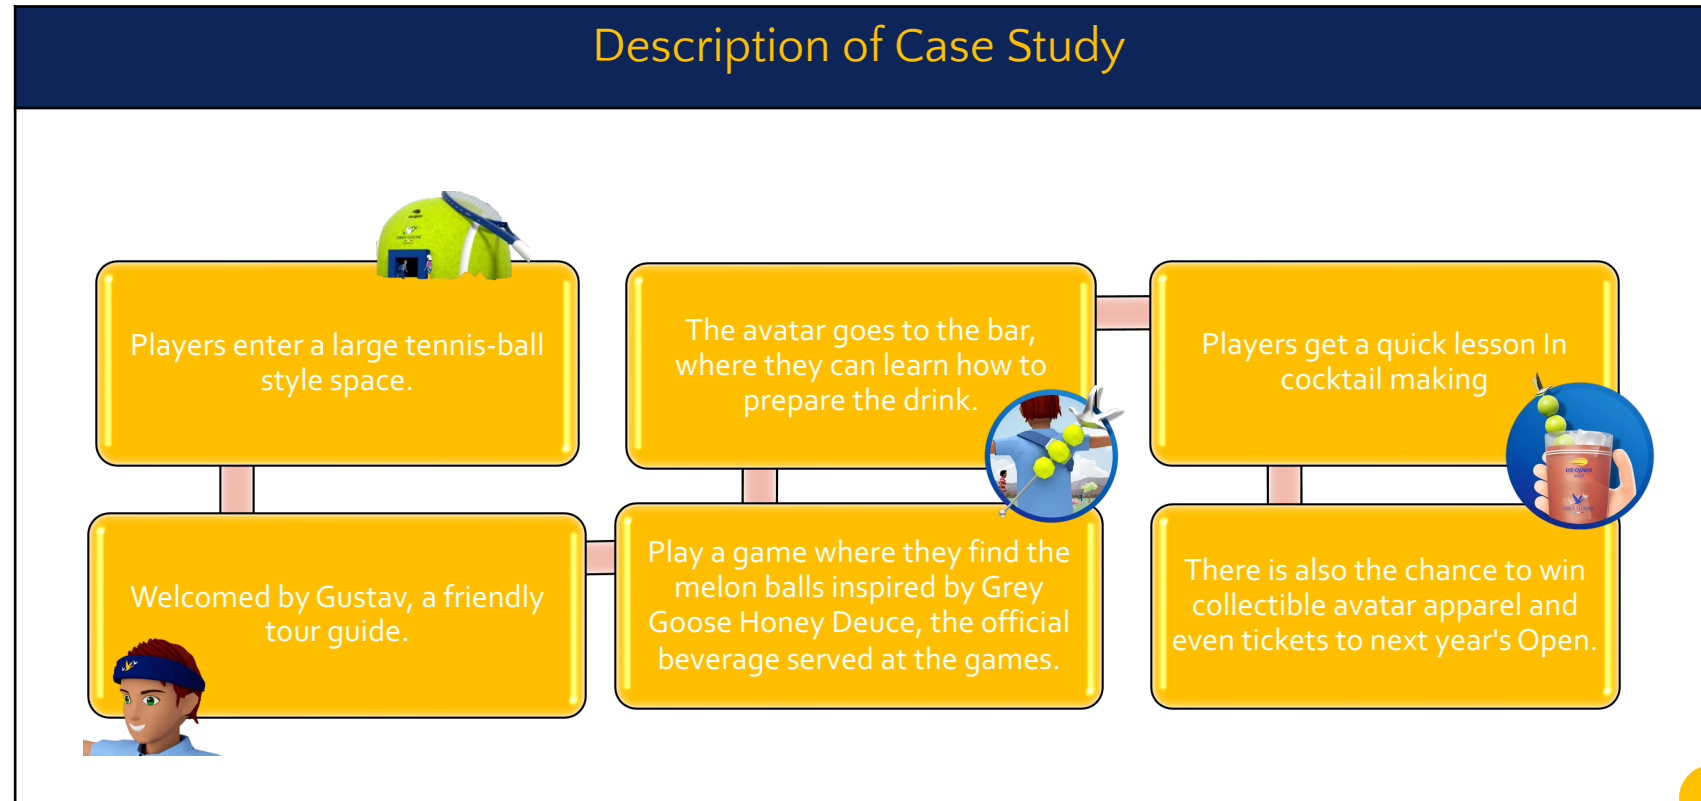 Description of Case Study
Players enter a large tennis-ball
style space.
Welcomed by Gustav, a friendly
tour guide.
Play a game where they find the
melon balls inspired by Grey
Goose Honey Deuce, the official
beverage served at the games.
The avatar goes to the bar,
where they can learn how to
prepare the drink.
Players get a quick lesson In
cocktail making
us open
GREY GOOSE
There is also the chance to win
collectible avatar apparel and
even tickets to next year's Open.